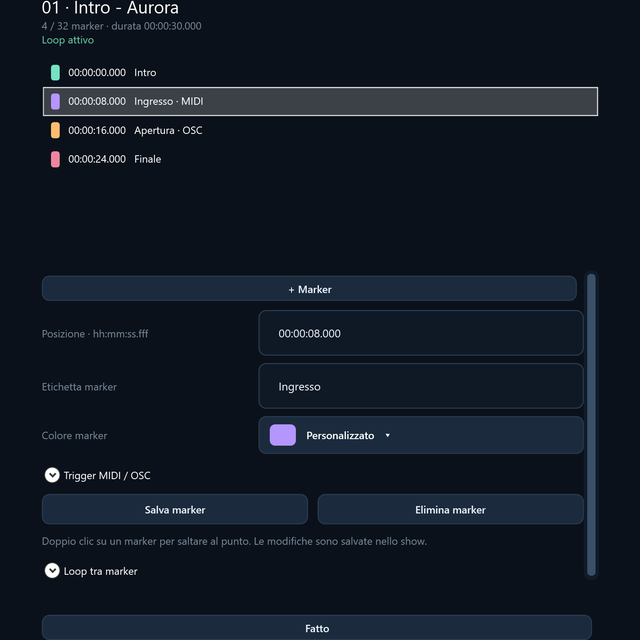 01 · Intro - Aurora
4 / 32 marker · durata 00:00:30.000
Loop attivo
00:00:00.000 Intro
00:00:08.000 Ingresso · MIDI
00:00:16.000 Apertura · OSC
00:00:24.000 Finale
+ Marker
Posizione · hh:mm:ss.fff 00:00:08.000
Etichetta marker Ingresso
Colore marker Personalizzato
Trigger MIDI / OSC
Salva marker Elimina marker
Doppio clic su un marker per saltare al punto. Le modifiche sono salvate nello show.
Loop tra marker
Fatto